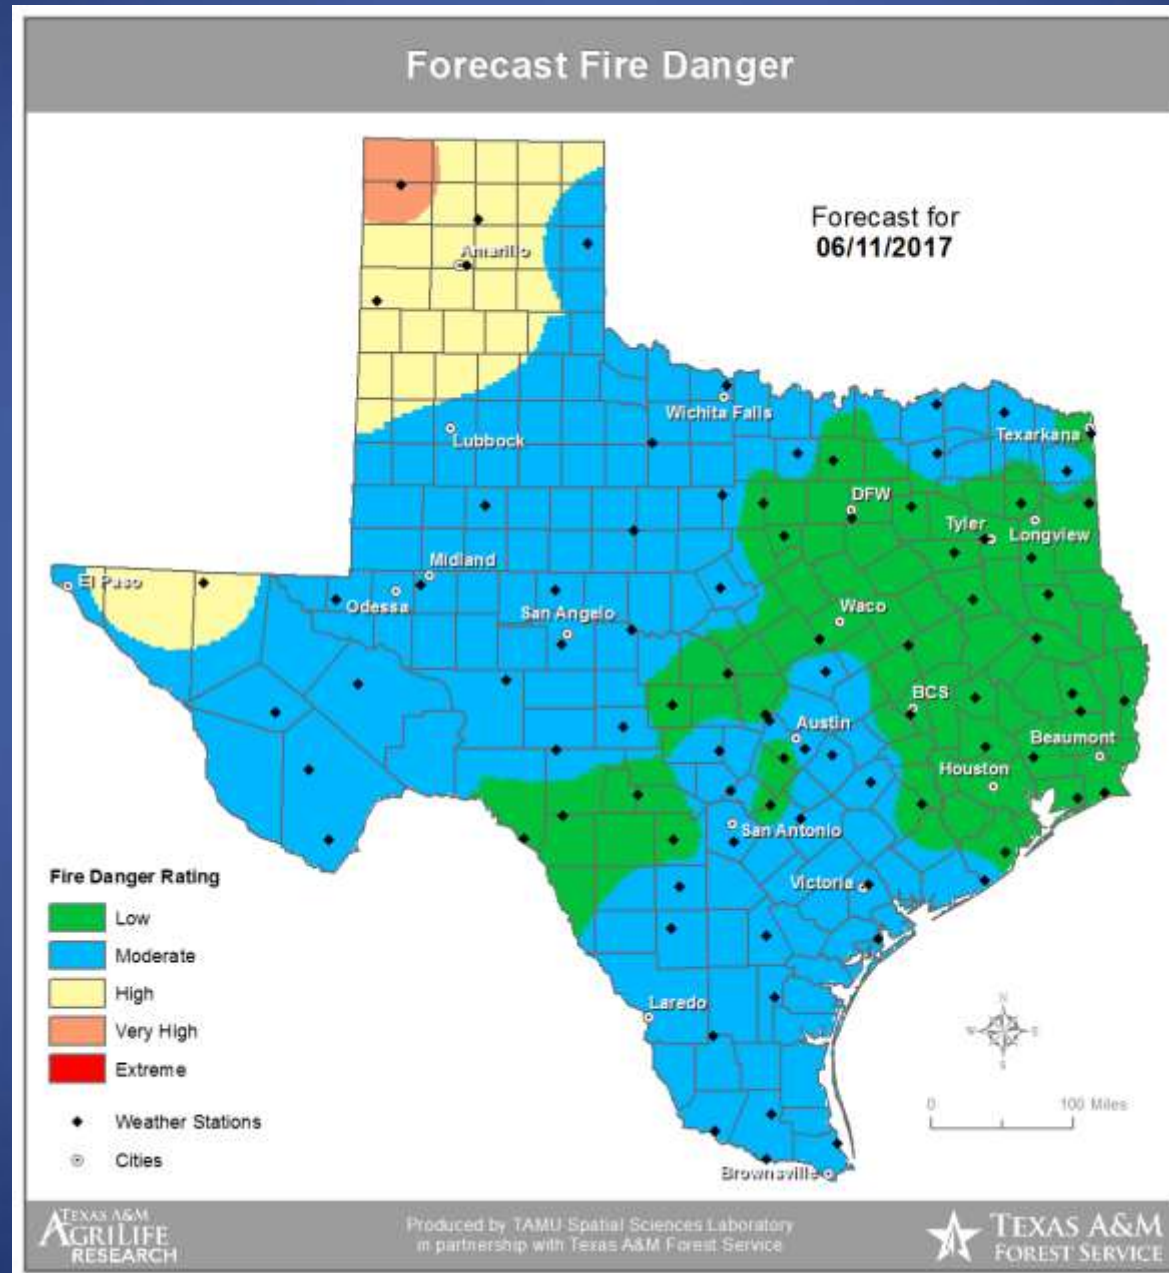 Forecast Fire Danger
Forecast for
06/11/2017
Amarillo
Wichita Falls
Lubbock
Texarkana
DFW
Tyler
Longview
El Paso
Midland
Odessa
San Angelo
Waco
BCS
Austin
Beaumont
Houston
San Antonio
Victoria
Laredo
Brownsville
Fire Danger Rating
Low
Moderate
High
Very High
Extreme
Weather Stations
Cities
N
W
E
S
0 100 Miles
TEXAS A&M
AGRILIFE
RESEARCH
Produced by TAMU Spatial Sciences Laboratory
in partnership with Texas A&M Forest Service
TEXAS A&M
FOREST SERVICE